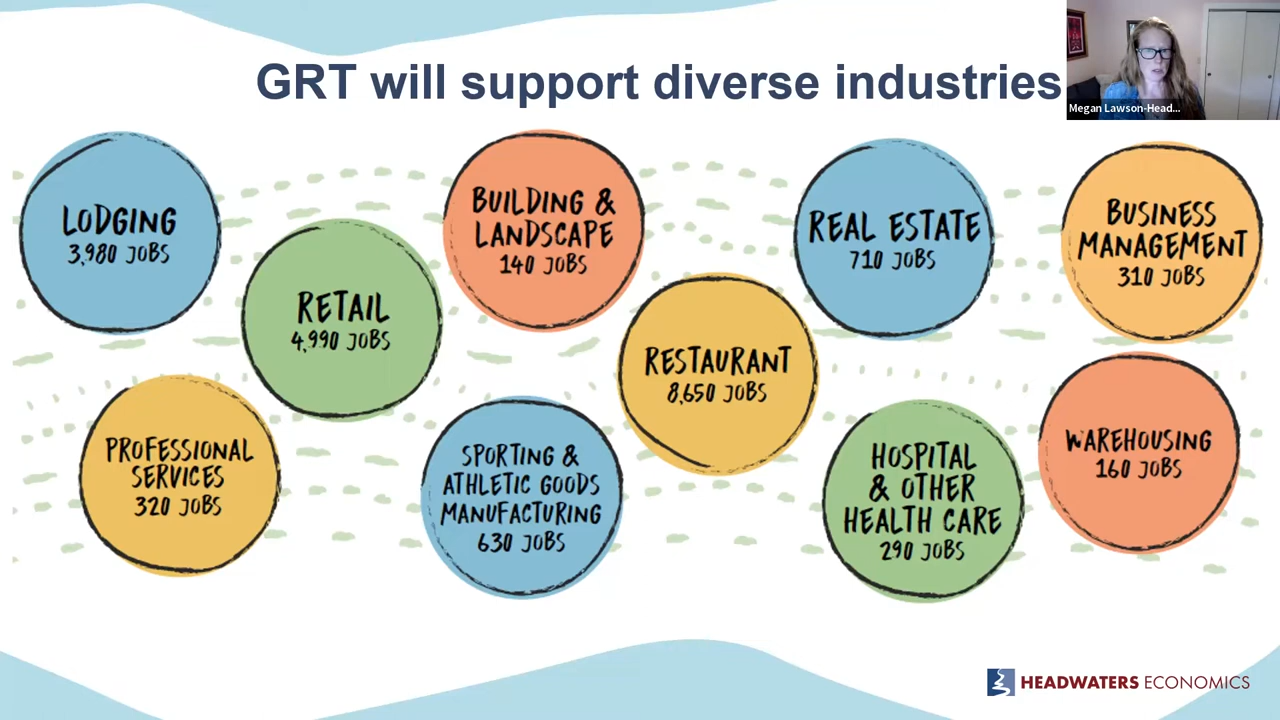 GRT will support diverse industries
Megan Lawson-Head...
LODGING
3,980 JOBS
RETAIL
4,990 JOBS
BUILDING &
LANDSCAPE
140 JOBS
RESTAURANT
8,650 JOBS
REAL ESTATE
710 JOBS
BUSINESS
MANAGEMENT
310 JOBS
PROFESSIONAL
SERVICES
320 JOBS
SPORTING &
ATHLETIC GOODS
MANUFACTURING
630 JOBS
HOSPITAL
& OTHER
HEALTH CARE
290 JOBS
WAREHOUSING
160 JOBS
HEADWATERS ECONOMICS